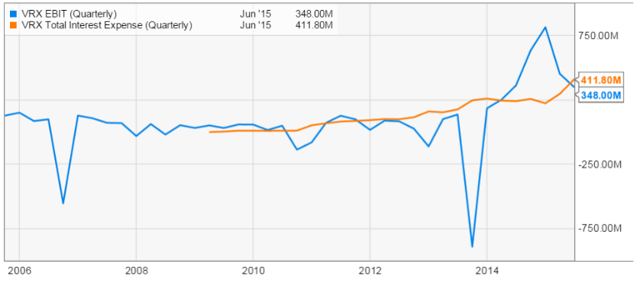 VRX EBIT (Quarterly) Jun '15 348.00M
VRX Total Interest Expense (Quarterly) Jun '15 411.80M
750.00M
411.80M
348.00M
-250.00M
-750.00M
2006 2008 2010 2012 2014